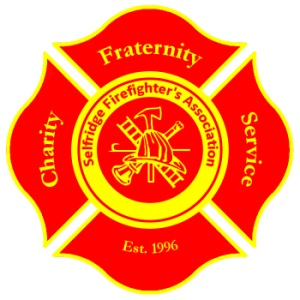 Fraternity
Charity
Selfridge Firefighter's Association
Service
Est. 1996